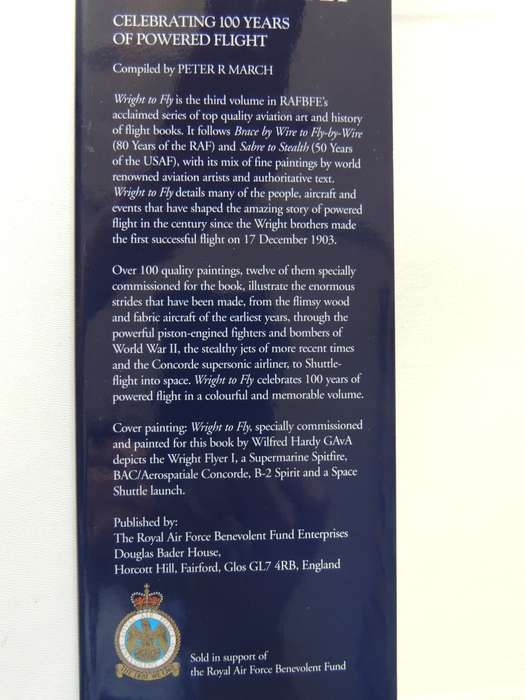 CELEBRATING 100 YEARS
OF POWERED FLIGHT
Compiled by PETER R MARCH
Wright to Fly is the third volume in RAFBFE's
acclaimed series of top quality aviation art and history
of flight books. It follows Brace by Wire to Fly-by-Wire
(80 Years of the RAF) and Sabre to Stealth (50 Years
of the USAF), with its mix of fine paintings by world
renowned aviation artists and authoritative text.
Wright to Fly details many of the people, aircraft and
events that have shaped the amazing story of powered
flight in the century since the Wright brothers made
the first successful flight on 17 December 1903.
Over 100 quality paintings, twelve of them specially
commissioned for the book, illustrate the enormous
strides that have been made, from the flimsy wood
and fabric aircraft of the earliest years, through the
powerful piston-engined fighters and bombers of
World War II, the stealthy jets of more recent times
and the Concorde supersonic airliner, to Shuttle-
flight into space. Wright to Fly celebrates 100 years of
powered flight in a colourful and memorable volume.
Cover painting: Wright to Fly, specially commissioned
and painted for this book by Wilfred Hardy GAvA
depicts the Wright Flyer I, a Supermarine Spitfire,
BAC/Aerospatiale Concorde, B-2 Spirit and a Space
Shuttle launch.
Published by:
The Royal Air Force Benevolent Fund Enterprises
Douglas Bader House,
Horcott Hill, Fairford, Glos GL7 4RB, England
Sold in support of
the Royal Air Force Benevolent Fund